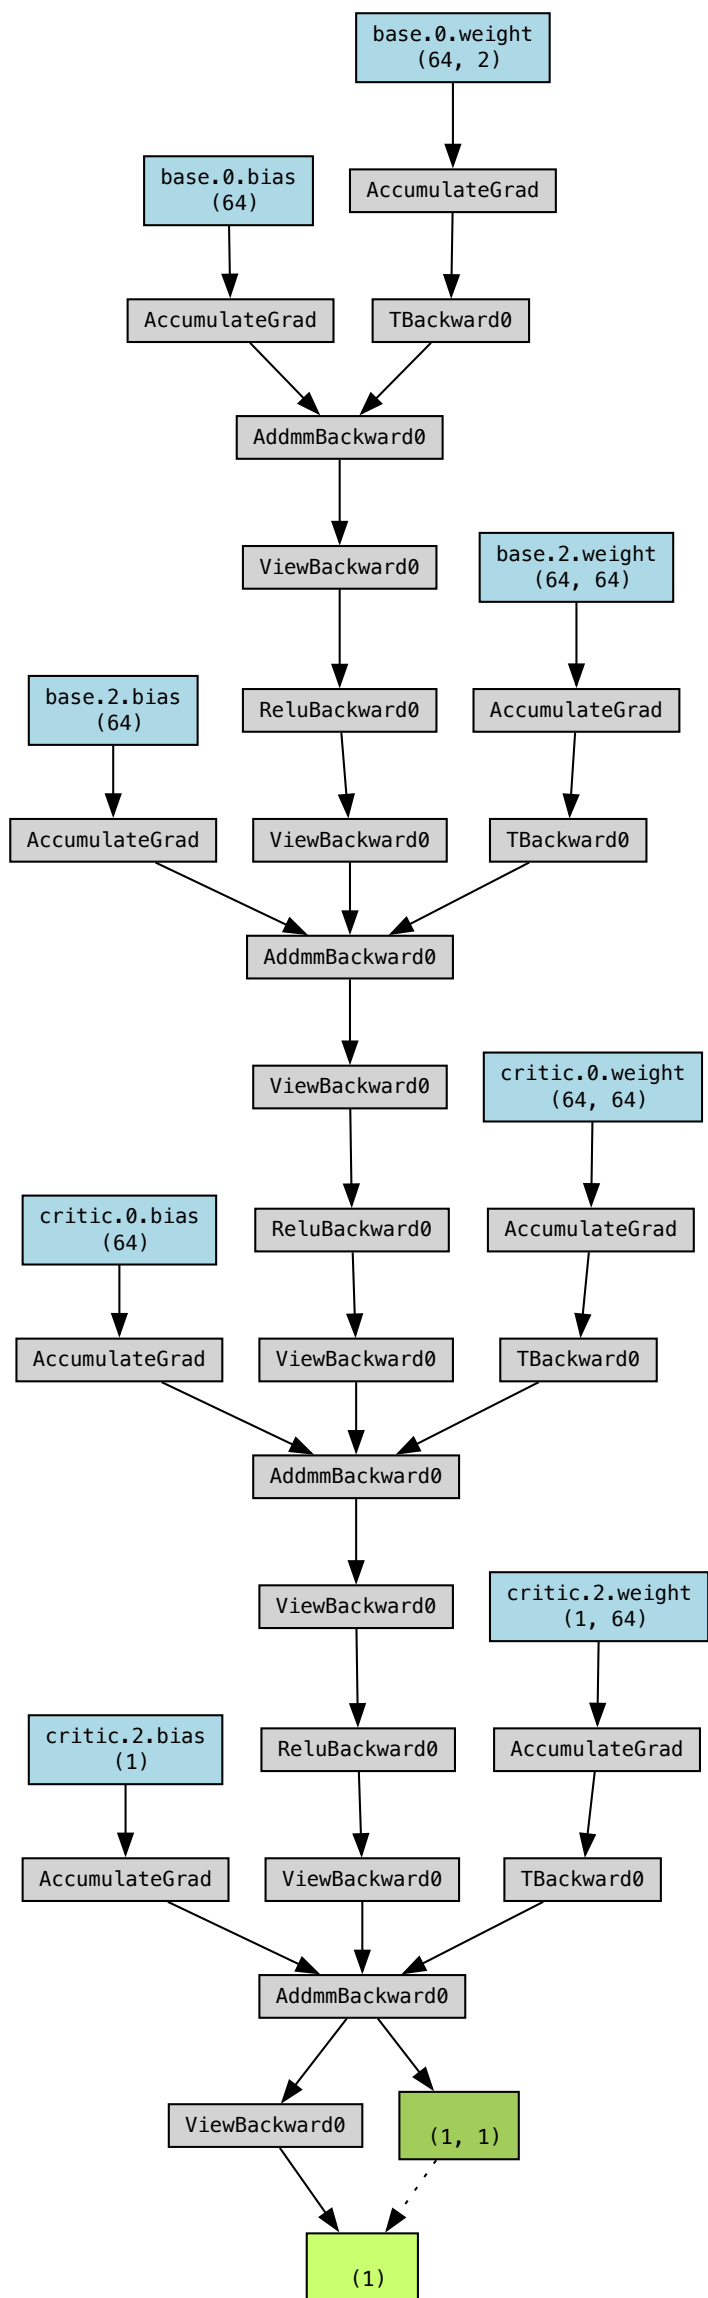 base.0.weight
(64, 2)
base.0.bias
(64)
AccumulateGrad
AccumulateGrad
TBackward0
AddmmBackward0
ViewBackward0
base.2.weight
(64, 64)
base.2.bias
(64)
ReluBackward0
AccumulateGrad
AccumulateGrad
ViewBackward0
TBackward0
AddmmBackward0
ViewBackward0
critic.0.weight
(64, 64)
critic.0.bias
(64)
ReluBackward0
AccumulateGrad
AccumulateGrad
ViewBackward0
TBackward0
AddmmBackward0
ViewBackward0
critic.2.weight
(1, 64)
critic.2.bias
(1)
ReluBackward0
AccumulateGrad
AccumulateGrad
ViewBackward0
TBackward0
AddmmBackward0
ViewBackward0
(1, 1)
(1)